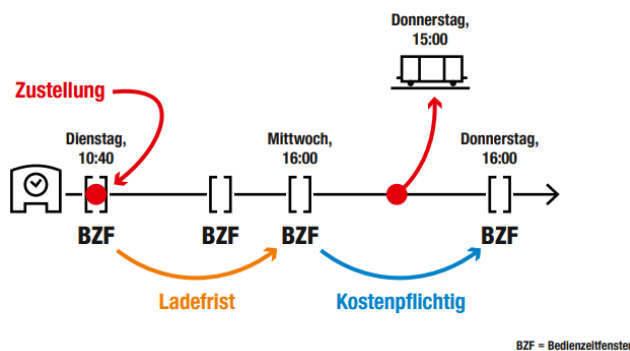 Donnerstag,
15:00
Zustellung
Dienstag,
10:40
Mittwoch,
16:00
Donnerstag,
16:00
BZF
BZF
BZF
BZF
Ladefrist
Kostenpflichtig
BZF = Bedienzeitfenster